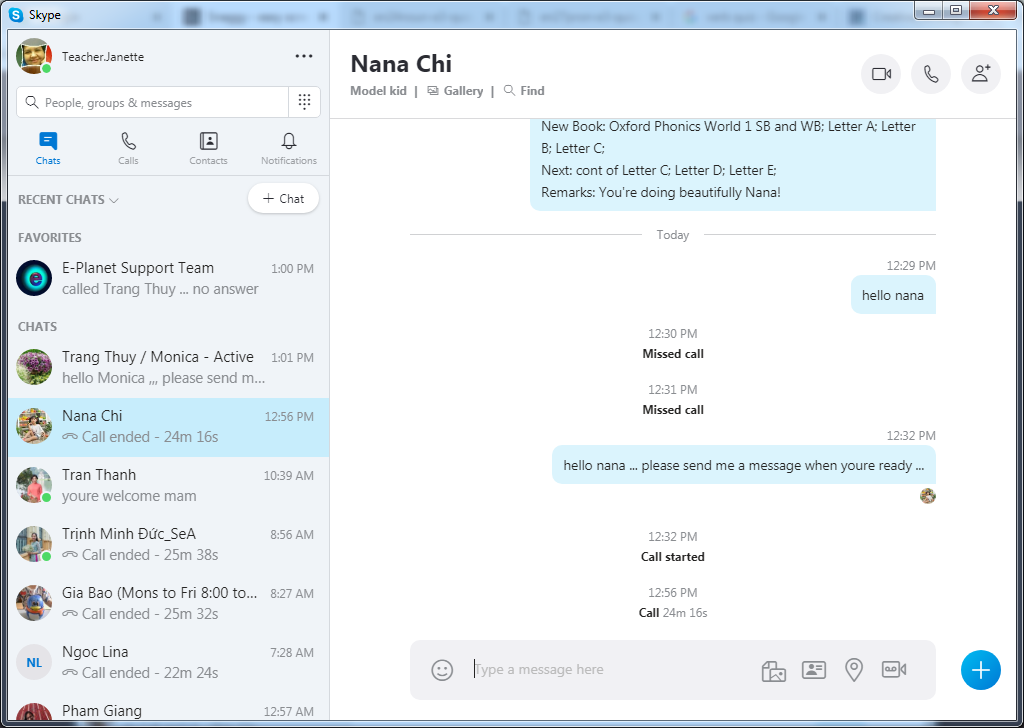 Skype
Teacher.Janette
People, groups & messages
Chats
Calls
Contacts
Notifications
RECENT CHATS
Chat
FAVORITES
E-Planet Support Team
1:00 PM
called Trang Thuy ... no answer
CHATS
Trang Thuy / Monica - Active
1:01 PM
hello Monica ,,, please send m...
Nana Chi
12:56 PM
Call ended - 24m 16s
Tran Thanh
10:39 AM
youre welcome mam
Trịnh Minh Đức_SeA
8:56 AM
Call ended - 25m 38s
Gia Bao (Mons to Fri 8:00 to...
8:27 AM
Call ended - 25m 32s
NL
Ngoc Lina
7:28 AM
Call ended - 22m 24s
Pham Giang
12:57 AM
Nana Chi
Model kid | Gallery | Find
New Book: Oxford Phonics World 1 SB and WB; Letter A; Letter
B; Letter C;
Next: cont of Letter C; Letter D; Letter E;
Remarks: You're doing beautifully Nana!
Today
12:29 PM
hello nana
12:30 PM
Missed call
12:31 PM
Missed call
12:32 PM
hello nana ... please send me a message when youre ready ...
12:32 PM
Call started
12:56 PM
Call 24m 16s
Type a message here